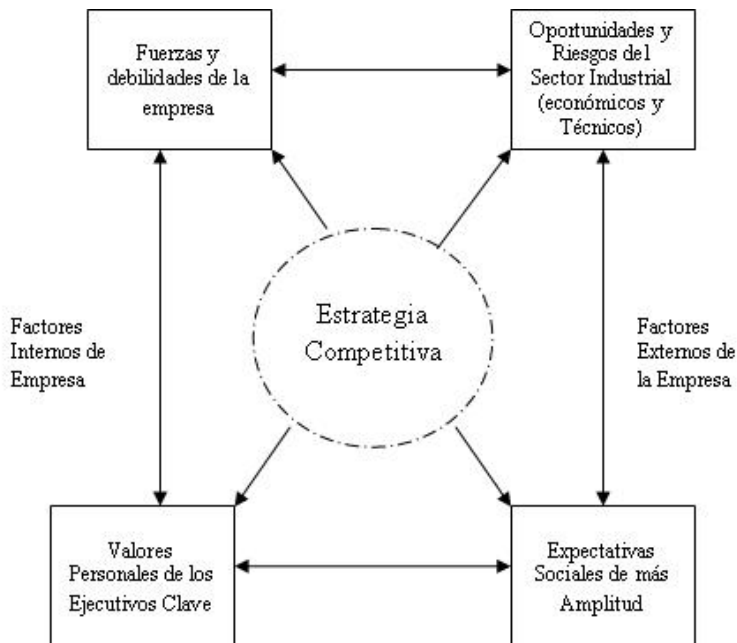 Fuerzas y
debilidades de la
empresa
Oportunidades y
Riesgos del
Sector Industrial
(económicos y
Técnicos)
Estrategia
Competitiva
Factores
Internos de
Empresa
Factores
Externos de
la Empresa
Valores
Personales de los
Ejecutivos Clave
Expectativas
Sociales de más
Amplitud